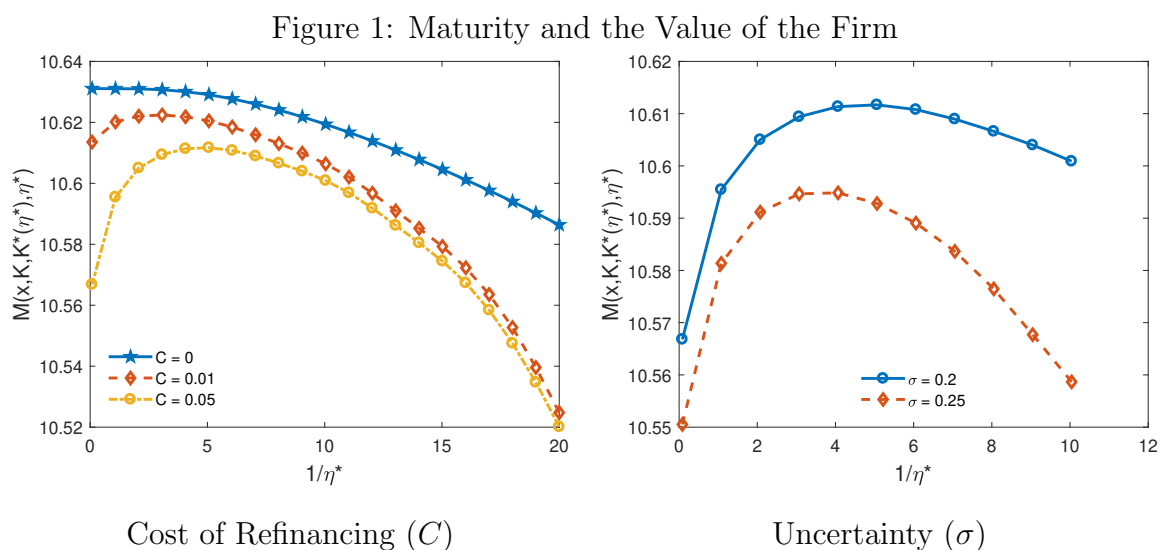 Figure 1: Maturity and the Value of the Firm
10.64
10.62
10.6
10.58
10.56
10.54
10.52
M(x,K,K*(η*),η*)
C = 0
C = 0.01
C = 0.05
0 5 10 15 20
1/η*
Cost of Refinancing (C)
10.62
10.61
10.6
10.59
10.58
10.57
10.56
10.55
M(x,K,K*(η*),η*)
σ = 0.2
σ = 0.25
0 2 4 6 8 10 12
1/η*
Uncertainty (σ)